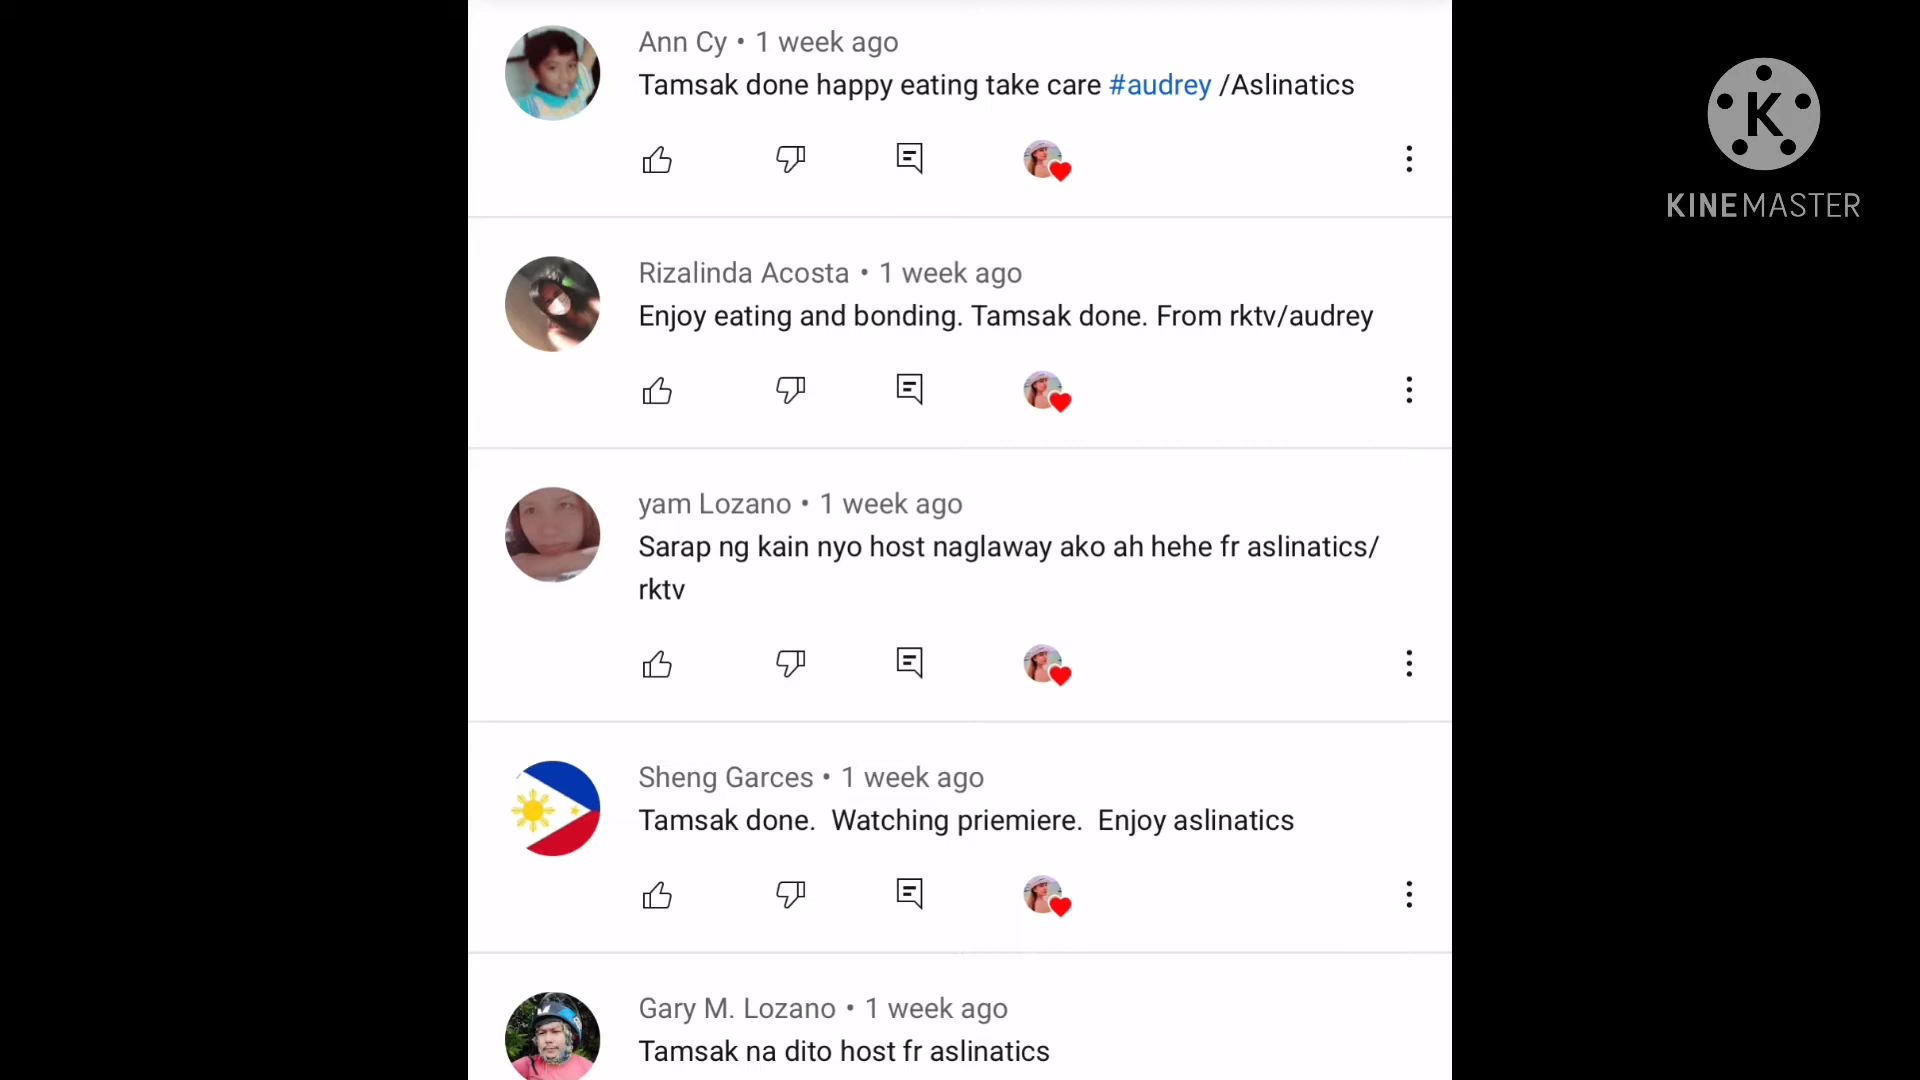 Ann Cy • 1 week ago
Tamsak done happy eating take care #audrey /Aslinatics
K
KINEMASTER
Rizalinda Acosta • 1 week ago
Enjoy eating and bonding. Tamsak done. From rktv/audrey
yam Lozano • 1 week ago
Sarap ng kain nyo host naglaway ako ah hehe fr aslinatics/
rktv
Sheng Garces • 1 week ago
Tamsak done.  Watching priemiere.  Enjoy aslinatics
Gary M. Lozano • 1 week ago
Tamsak na dito host fr aslinatics